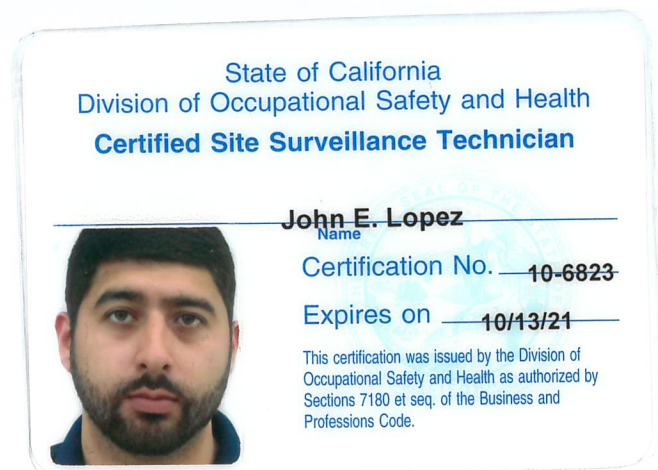 State of California
Division of Occupational Safety and Health
Certified Site Surveillance Technician
John E. Lopez
Name
Certification No. 10-6823
Expires on 10/13/21
This certification was issued by the Division of
Occupational Safety and Health as authorized by
Sections 7180 et seq. of the Business and
Professions Code.